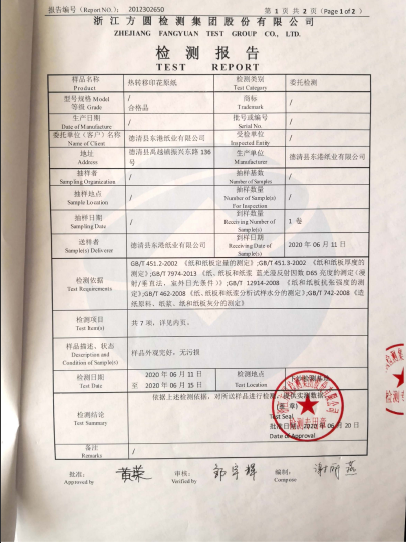 报告编号(Report NO.): 2012302650
第 1 页 共 2 页 (Page 1 of 2)
浙江方圆检测集团股份有限公司
ZHEJIANG FANGYUAN TEST GROUP CO., LTD.
检 测 报 告
TEST REPORT
样品名称 热转移印花原纸 检测类别 委托检测
Product Test Category
型号规格 Model / 商标 /
等级 Grade 合格品 Trademark
生产日期 / 批号或编号 /
Date of Manufacture Serial No.
委托单位（客户）名称 德清县东港纸业有限公司 受检单位 /
Name of Client Inspected Entity
地址 德清县禹越镇振兴东路 136 生产单位 德清县东港纸业有限公司
Address 号 Manufacturer
抽样者 / 抽样基数 /
Sampling Organization Number of Samples
抽样地点 / 抽样数量 /
Sample Location Number of Sample(s)
For Inspection
抽样日期 / 到样数量 1 卷
Sampling Date Receiving Number of
Sample(s)
送样者 德清县东港纸业有限公司 到样日期 2020 年 06 月 11 日
Sample(s) Deliverer Receiving Date of
Sample(s)
检测依据
Test Requirements
GB/T 451.2-2002 《纸和纸板定量的测定》;GB/T 451.3-2002 《纸和纸板厚度的
测定》;GB/T 7974-2013 《纸、纸板和纸浆 蓝光漫反射因数 D65 亮度的测定(漫
射/垂直法，室外日光条件)》;GB/T 12914-2008 《纸和纸板抗张强度的测
定》;GB/T 462-2008《纸、纸板和纸浆分析试样水分的测定》;GB/T 742-2008《造
纸原料、纸浆、纸和纸板灰分的测定》
检测项目 共 7 项，详见内页。
Test Item(s)
样品描述、状态 样品外观完好，无污损
Description and
Condition of Sample(s)
检测日期 2020 年 06 月 11 日 检测地点
Test Date 至 2020 年 06 月 15 日 Test Location
检测结论
Test Summary
依据上述检测依据，对所送样品进行检测，提供实测数据。
Test Seal
批准日期：2020 年 06 月 20 日
Date of Approval
检测专用章
备注 /
Remarks
批准: 审核: 编制:
Approved by Verified by Compose